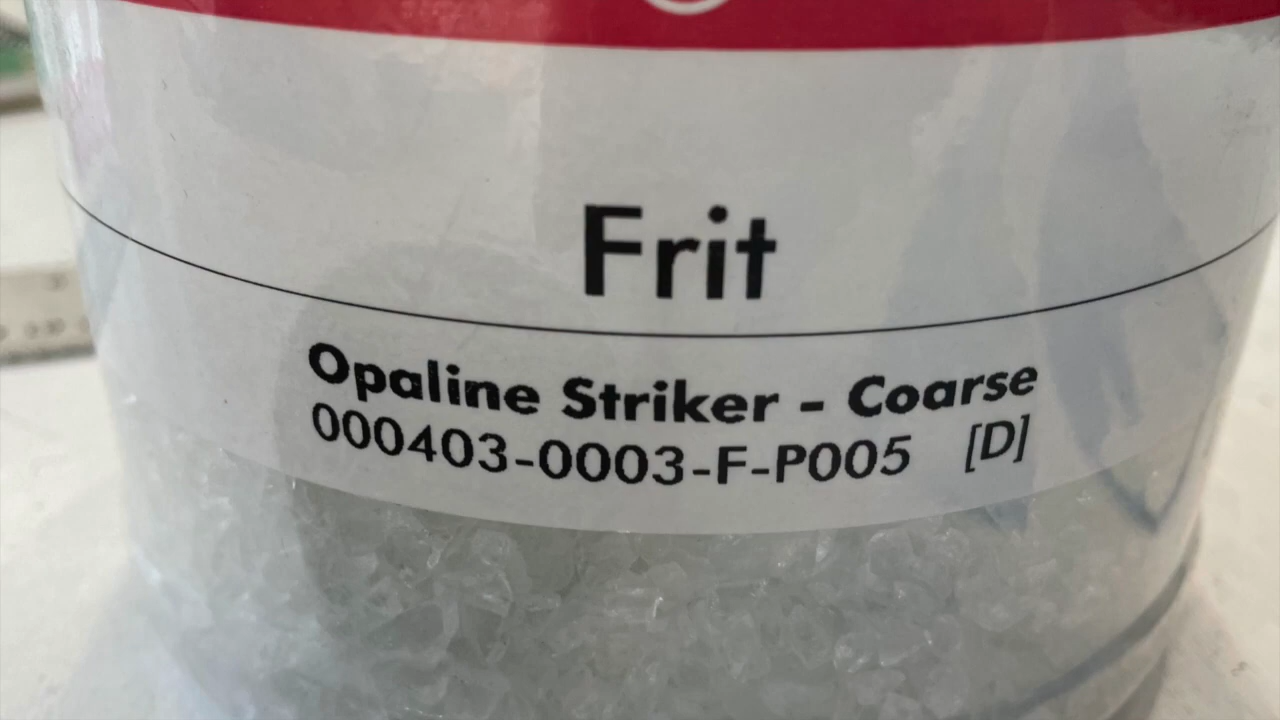 Frit
Opaline Striker - Coarse
000403-0003-F-P005 [D]